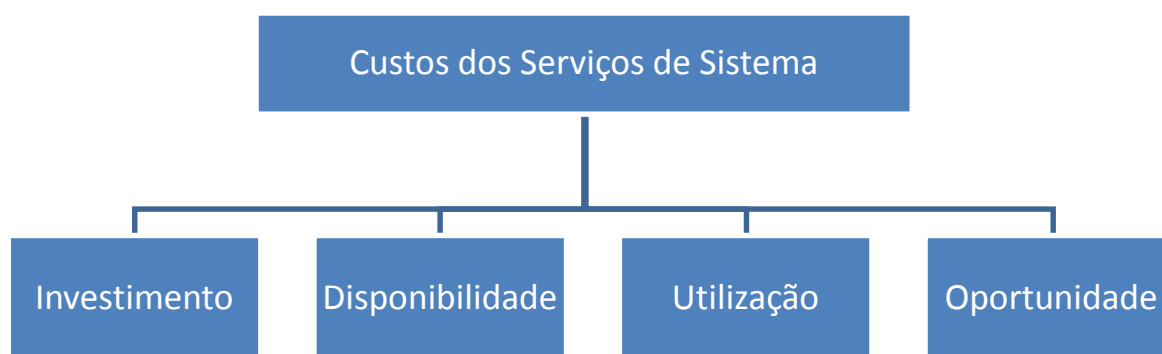 Custos dos Serviços de Sistema
Investimento
Disponibilidade
Utilização
Oportunidade